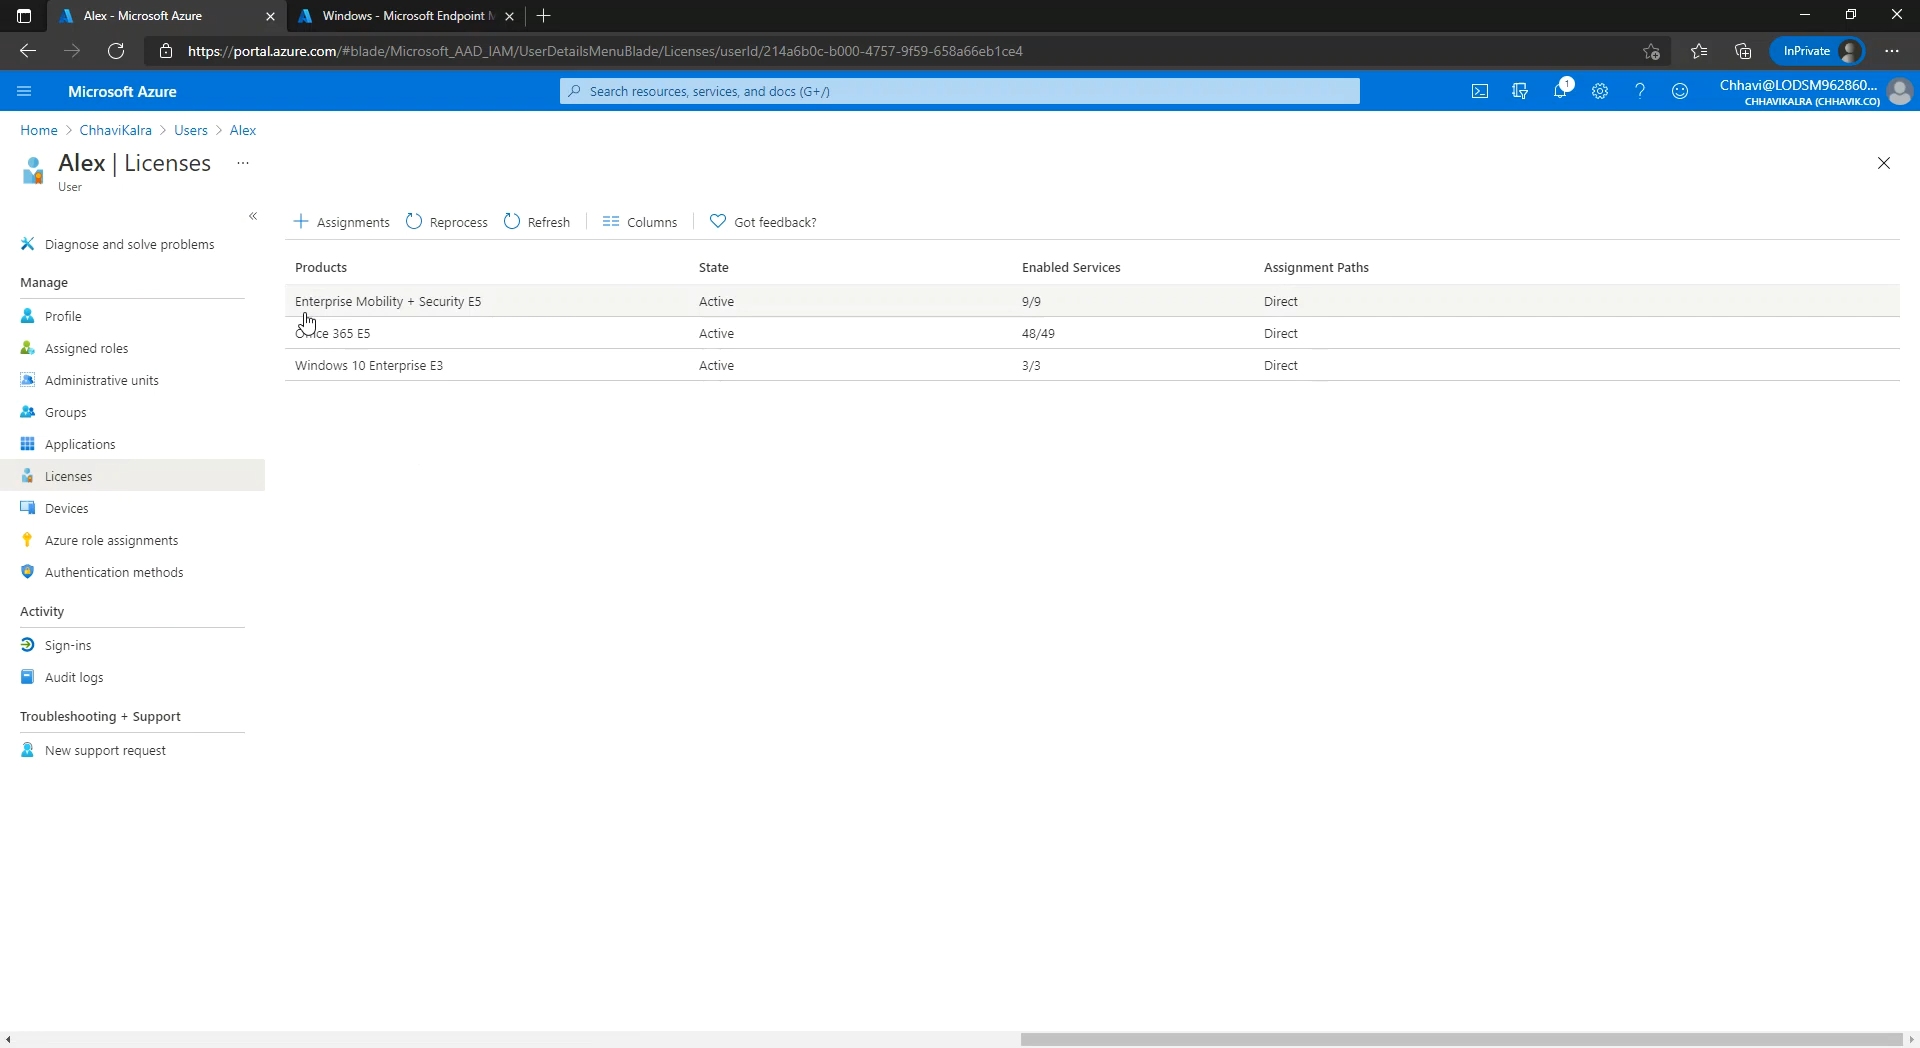 Alex - Microsoft Azure
Windows - Microsoft Endpoint M
https://portal.azure.com/#blade/Microsoft_AAD_IAM/UserDetailsMenuBlade/Licenses/userId/214a6b0c-b000-4757-9f59-658a66eb1ce4
InPrivate
Microsoft Azure
Search resources, services, and docs (G+/)
1
Chhavi@LODSM962860...
CHHAVIKALRA (CHHAVIK.CO)
Home > ChhaviKalra > Users > Alex
Alex | Licenses ...
User
«
Assignments Reprocess Refresh Columns Got feedback?
Diagnose and solve problems
Manage
Profile
Assigned roles
Administrative units
Groups
Applications
Licenses
Devices
Azure role assignments
Authentication methods
Activity
Sign-ins
Audit logs
Troubleshooting + Support
New support request
Products State Enabled Services Assignment Paths
Enterprise Mobility + Security E5 Active 9/9 Direct
Office 365 E5 Active 48/49 Direct
Windows 10 Enterprise E3 Active 3/3 Direct